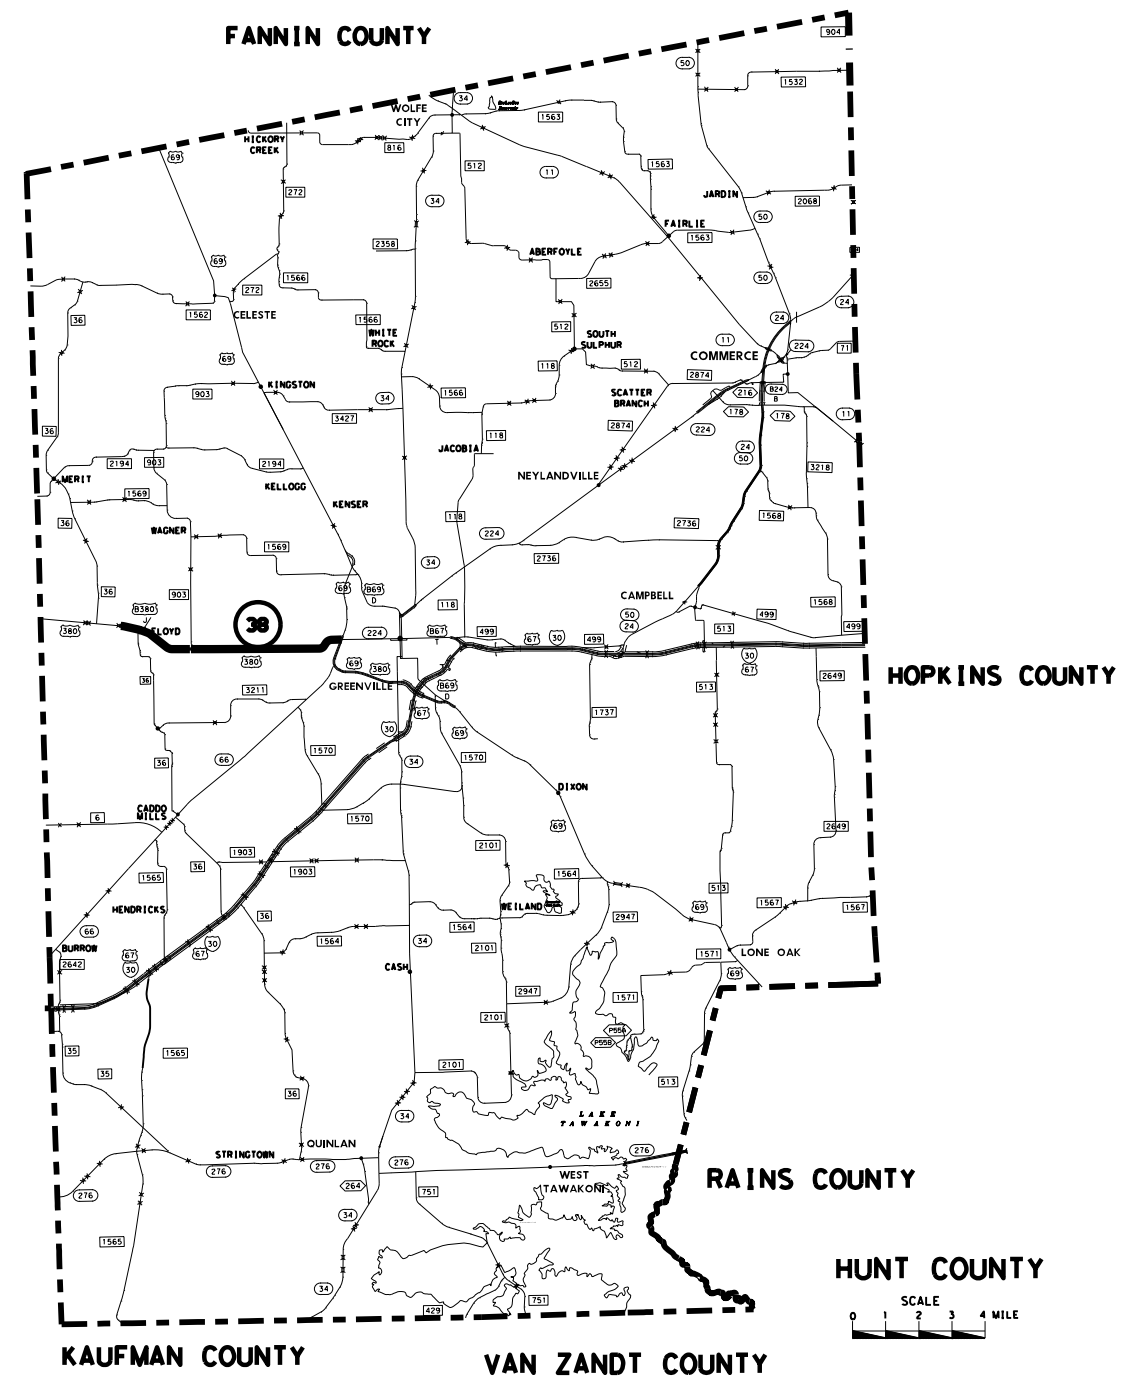 FANNIN COUNTY
904
50
1532
34
WOLFE
CITY
1563
HICKORY
CREEK
816
69
512
1563
11
272
34
JARDIN
2068
50
FAIRLIE
1563
2358
ABERFOYLE
69
1566
272
2655
50
24
36
1562
CELESTE
1566
WHITE
ROCK
512
SOUTH
SULPHUR
24
11
224
71
COMMERCE
69
118
512
2874
KINGSTON
903
1566
SCATTER
BRANCH
216
B24
B
34
3427
178
178
11
2874
224
36
118
JACOBIA
24
50
2194
903
2194
3218
MERIT
NEYLANDVILLE
KELLOGG
1569
KENSER
36
118
1568
WAGNER
224
2736
1569
2736
34
36
903
69
B69
D
CAMPBELL
118
1568
B380
J
50
24
499
380
FLOYD
38
224
B67
T
499
67
30
499
513
499
380
69
380
30
67
HOPKINS COUNTY
36
GREENVILLE
B69
D
513
2649
3211
67
1737
30
69
66
1570
34
1570
36
DIXON
CADDO
MILLS
6
1570
69
2649
1903
2101
36
1903
1564
1565
513
HENDRICKS
WEILAND
69
1567
1567
36
2947
66
1564
34
1564
2101
BURROW
67
30
67
30
LONE OAK
2642
CASH
1571
69
2947
1571
2101
P55A
P55B
35
1565
35
2101
513
36
34
LAKE
TAWAKONI
QUINLAN
STRINGTOWN
276
276
276
276
WEST
TAWAKONI
RAINS COUNTY
276
264
751
34
1565
HUNT COUNTY
34
SCALE
429
751
0 1 2 3 4 MILE
KAUFMAN COUNTY
VAN ZANDT COUNTY